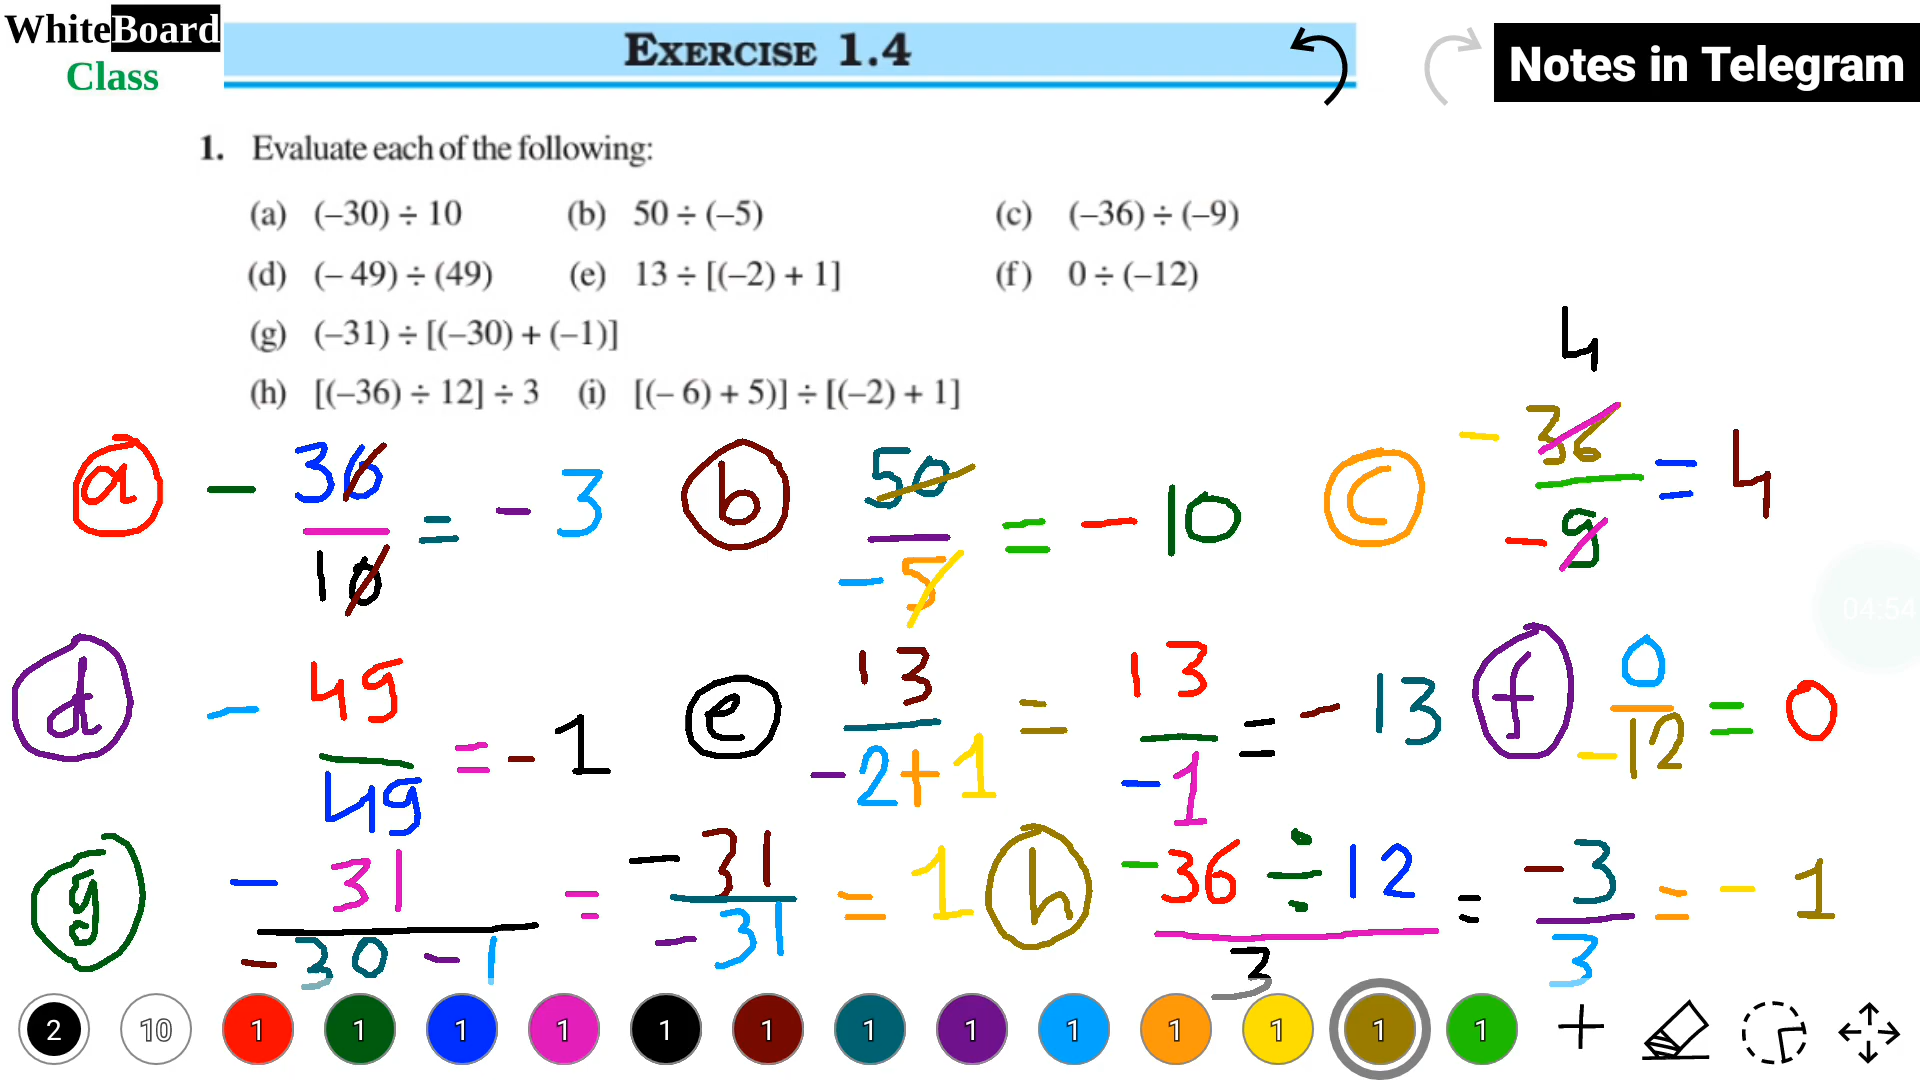 WhiteBoard
Class
EXERCISE 1.4
Notes in Telegram
1. Evaluate each of the following:
(a) (–30) ÷ 10 (b) 50 ÷ (–5) (c) (–36) ÷ (–9)
(d) (– 49) ÷ (49) (e) 13 ÷ [(–2) + 1] (f) 0 ÷ (–12)
(g) (–31) ÷ [(–30) + (–1)]
(h) [(–36) ÷ 12] ÷ 3 (i) [(– 6) + 5)] ÷ [(–2) + 1]
4
a - 30/10 = - 3 b 50/-5 = - 10 c -36/-9 = 4
04:54
d - 49/49 = - 1 e 13/-2+1 = 13/-1 = - 13 f 0/-12 = 0
g -31/-30-1 = -31/-31 = 1 h -36÷12/3 = -3/3 = - 1
2 10 1 1 1 1 1 1 1 1 1 1 1 1 1